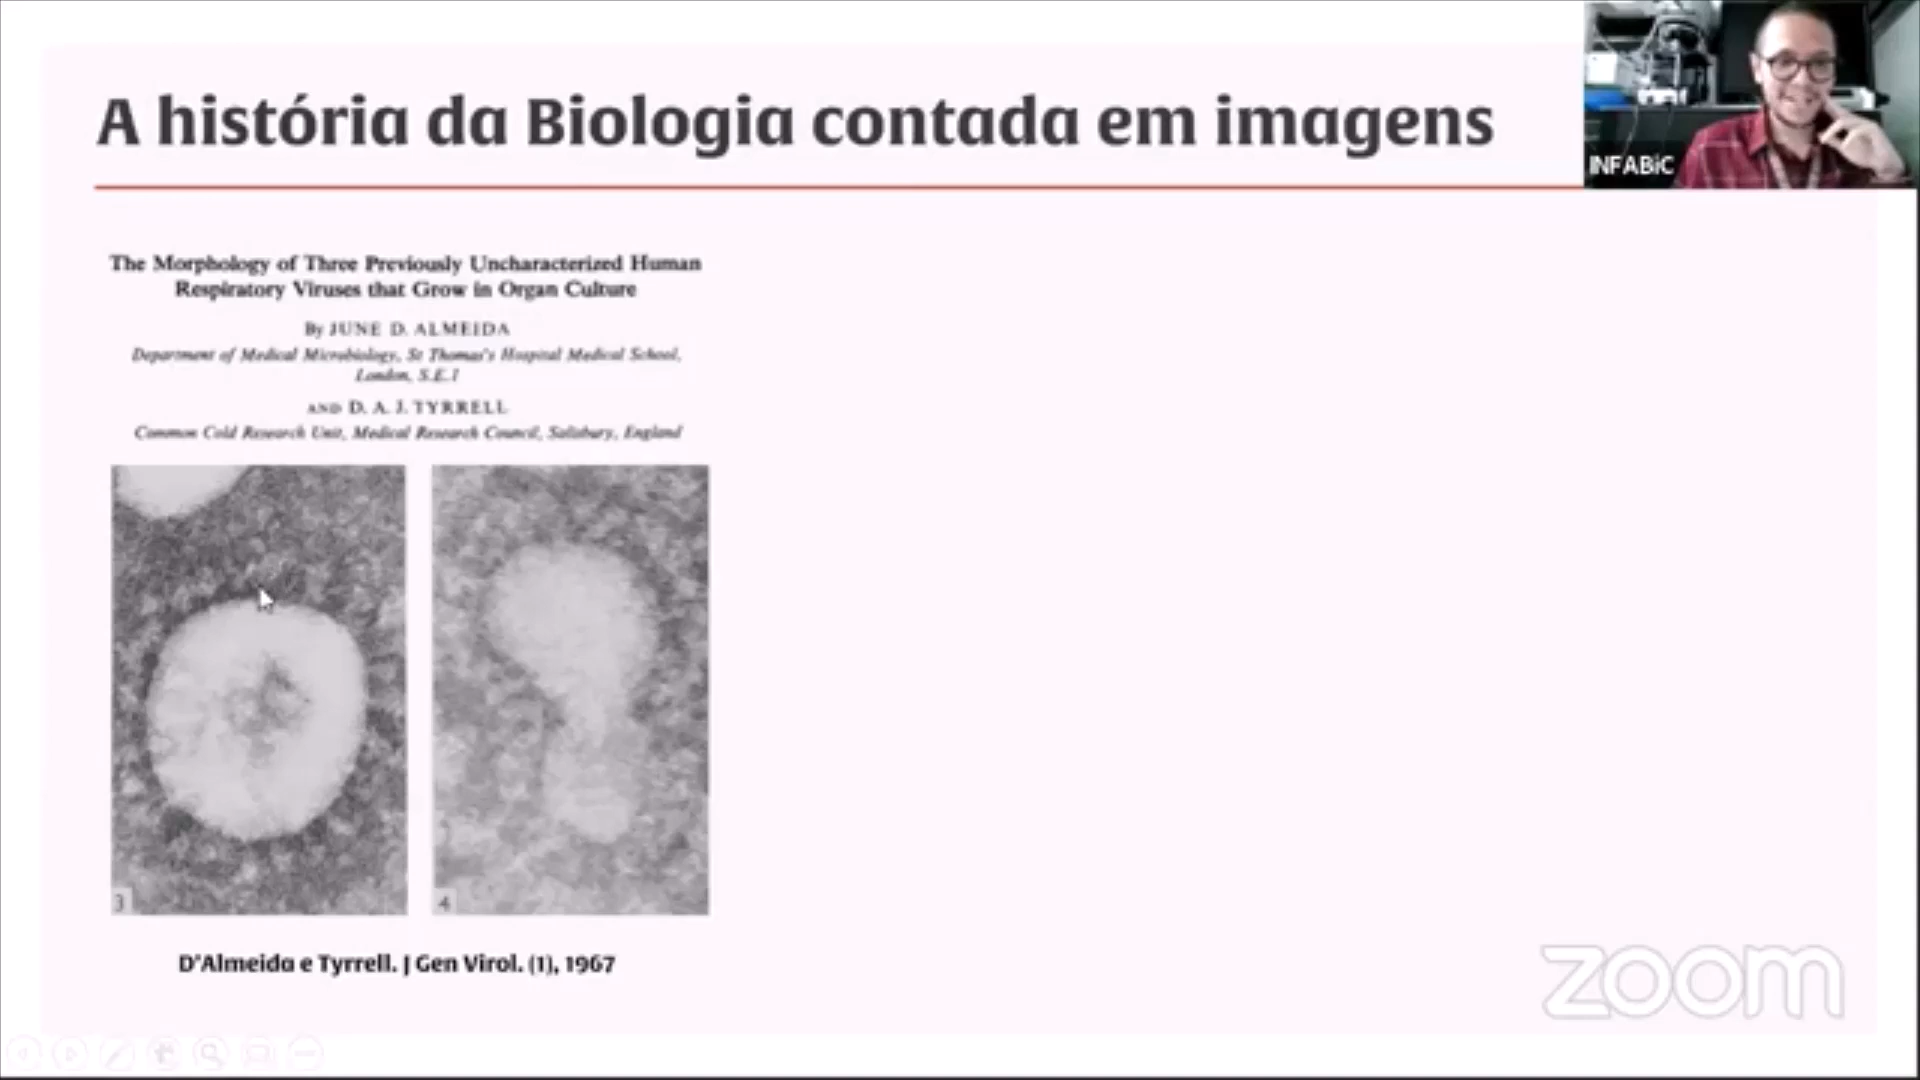 A história da Biologia contada em imagens
INFABiC
The Morphology of Three Previously Uncharacterized Human
Respiratory Viruses that Grow in Organ Culture
By JUNE D. ALMEIDA
Department of Medical Microbiology, St Thomas's Hospital Medical School,
London, S.E.1
AND D. A. J. TYRRELL
Common Cold Research Unit, Medical Research Council, Salisbury, England
3
4
D'Almeida e Tyrrell. J Gen Virol. (1), 1967
zoom